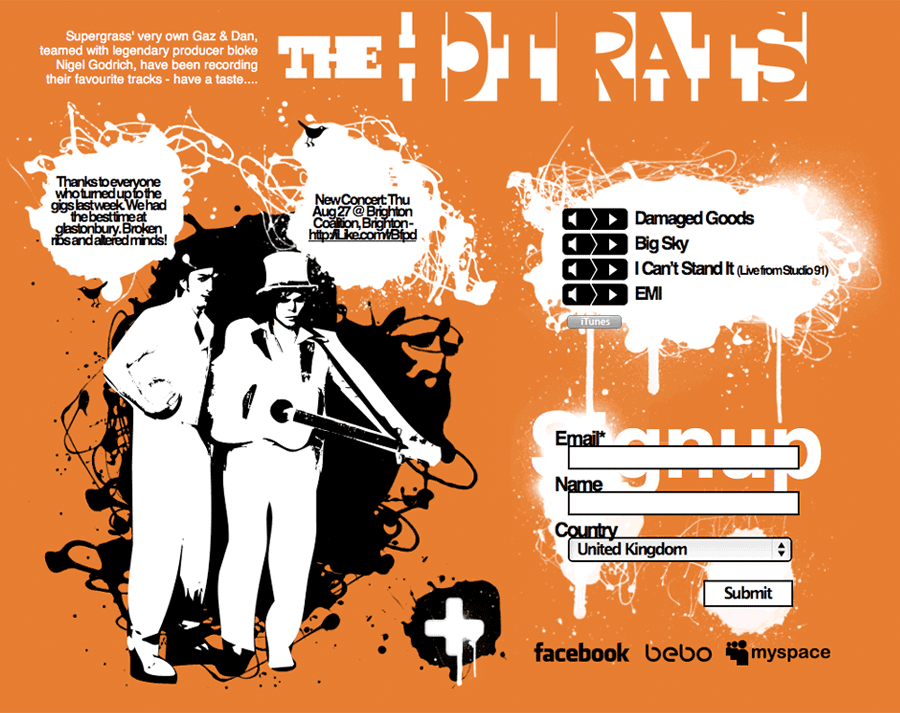 Supergrass' very own Gaz & Dan,
teamed with legendary producer bloke
Nigel Godrich, have been recording
their favourite tracks - have a taste....
THE HOT RATS
Thanks to everyone
who turned up to the
gigs last week. We had
the best time at
glastonbury. Broken
ribs and altered minds!
New Concert: Thu
Aug 27 @ Brighton
Coalition, Brighton -
Damaged Goods
Big Sky
I Can't Stand It (Live from Studio 91)
EMI
iTunes
Signup
Email*
Name
Country
United Kingdom
Submit
facebook bebo myspace